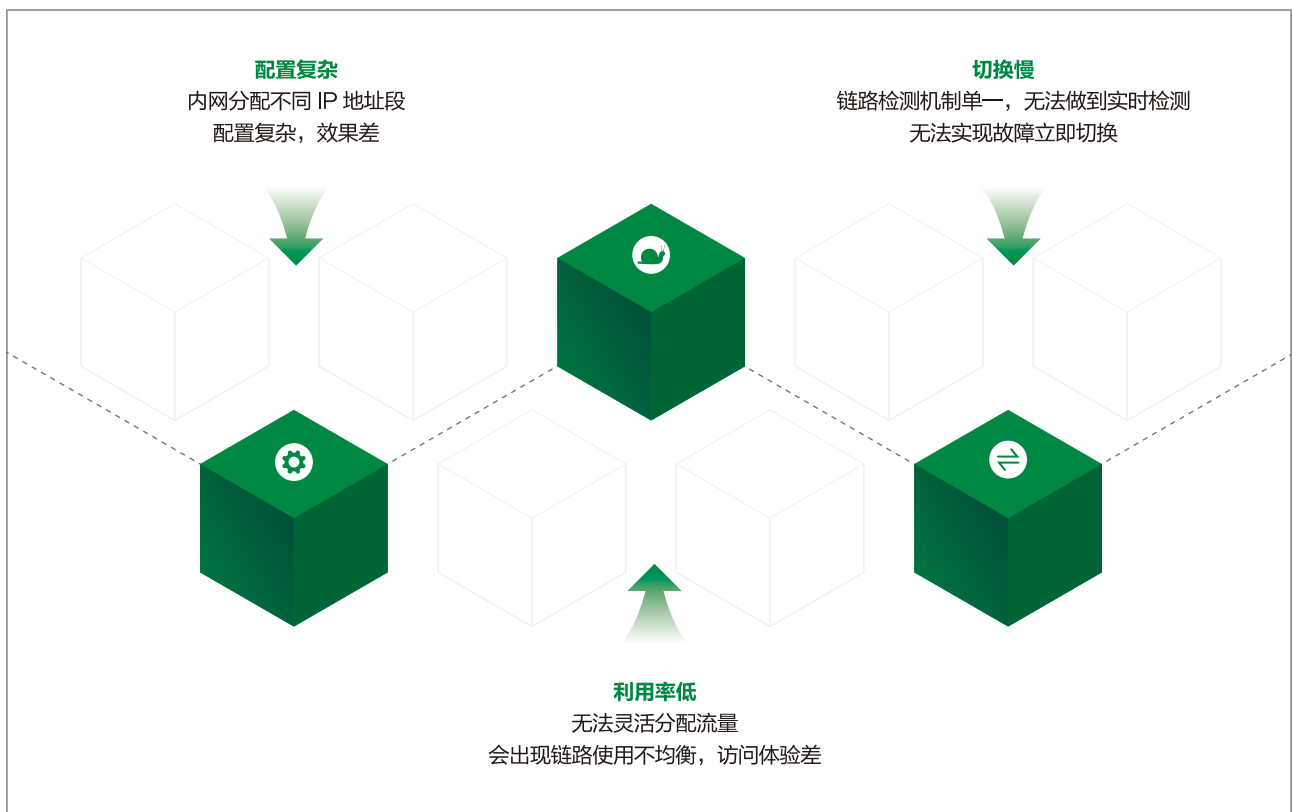 配置复杂
内网分配不同 IP 地址段
配置复杂，效果差
切换慢
链路检测机制单一，无法做到实时检测
无法实现故障立即切换
利用率低
无法灵活分配流量
会出现链路使用不均衡，访问体验差